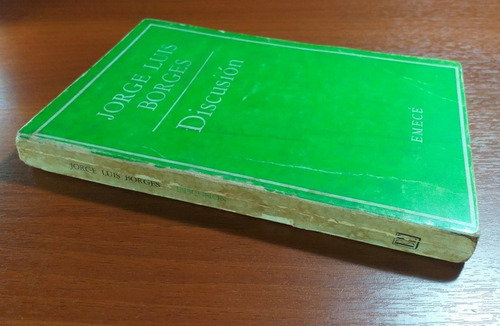 JORGE LUIS
BORGES
Discusión
EMECÉ
JORGE LUIS BORGES